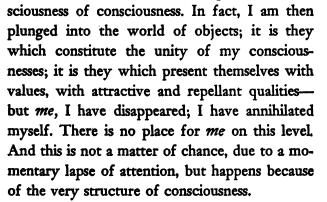 sciousness of consciousness. In fact, I am then
plunged into the world of objects; it is they
which constitute the unity of my conscious-
nesses; it is they which present themselves with
values, with attractive and repellant qualities—
but me, I have disappeared; I have annihilated
myself. There is no place for me on this level.
And this is not a matter of chance, due to a mo-
mentary lapse of attention, but happens because
of the very structure of consciousness.